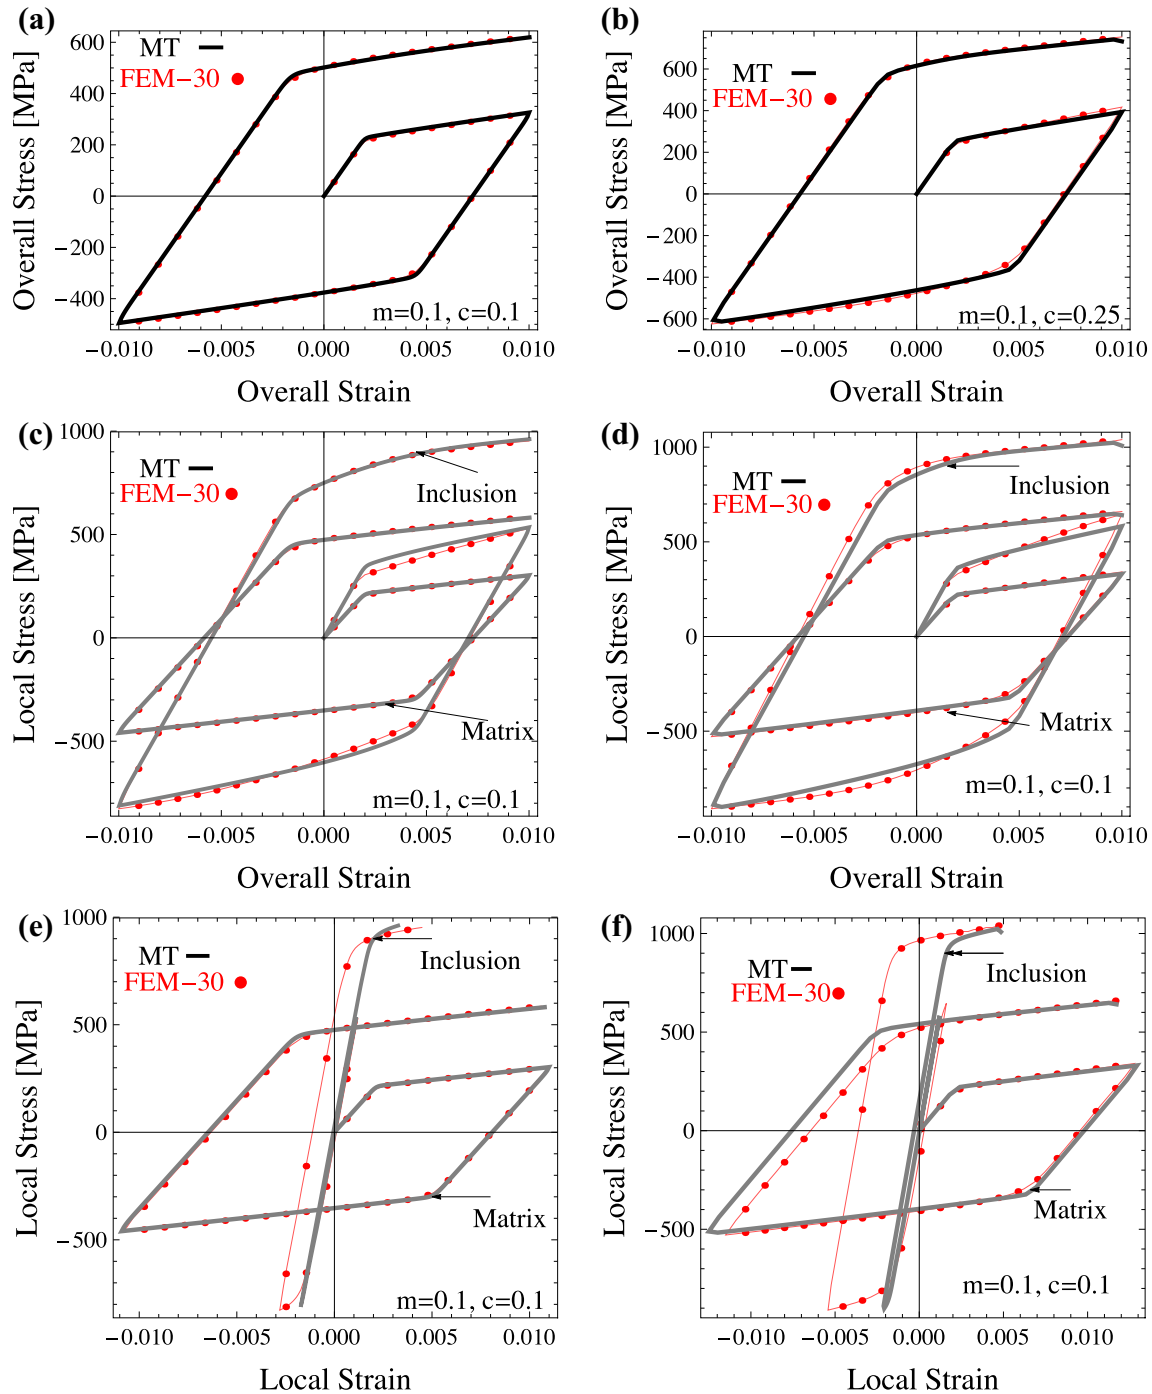 (a)
MT
FEM−30
Overall Stress [MPa]
600
400
200
0
−200
−400
m=0.1, c=0.1
−0.010 −0.005 0.000 0.005 0.010
Overall Strain
(b)
MT
FEM−30
Overall Stress [MPa]
600
400
200
0
−200
−400
−600
m=0.1, c=0.25
−0.010 −0.005 0.000 0.005 0.010
Overall Strain
(c)
MT
FEM−30
Inclusion
Local Stress [MPa]
1000
500
0
−500
Matrix
m=0.1, c=0.1
−0.010 −0.005 0.000 0.005 0.010
Overall Strain
(d)
MT
FEM−30
Inclusion
Local Stress [MPa]
1000
500
0
−500
Matrix
m=0.1, c=0.1
−0.010 −0.005 0.000 0.005 0.010
Overall Strain
(e)
MT
FEM−30
Inclusion
Local Stress [MPa]
1000
500
0
−500
Matrix
m=0.1, c=0.1
−0.010 −0.005 0.000 0.005 0.010
Local Strain
(f)
MT
FEM−30
Inclusion
Local Stress [MPa]
1000
500
0
−500
Matrix
m=0.1, c=0.1
−0.010 −0.005 0.000 0.005 0.010
Local Strain